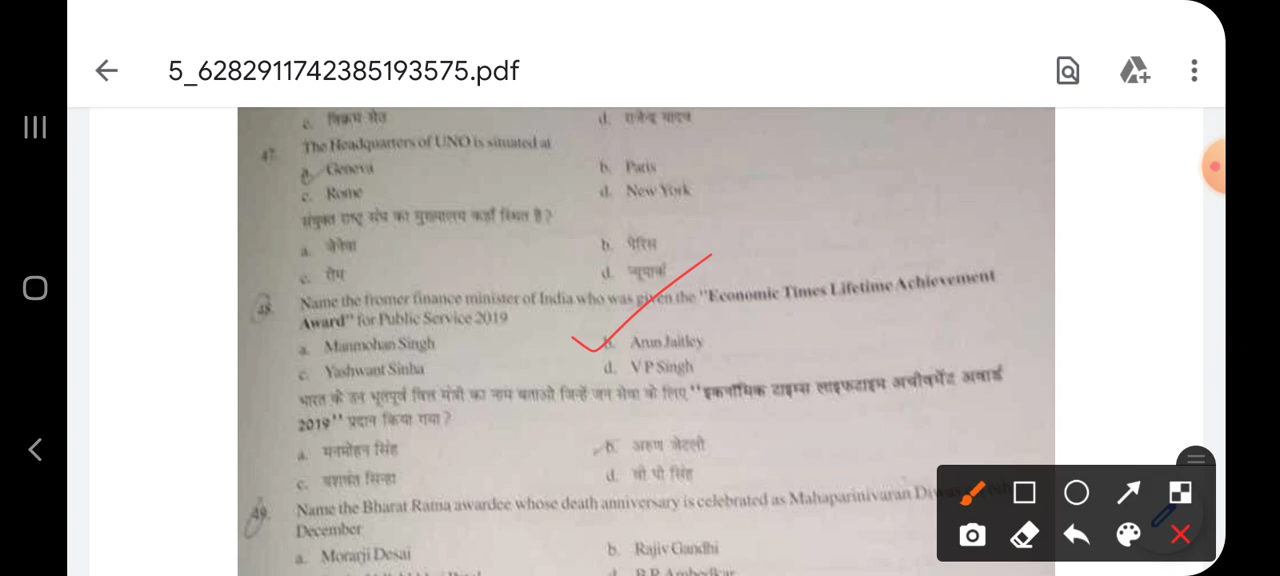 5_6282911742385193575.pdf
c. विक्रम सेठ d. राजेन्द्र यादव
47. The Headquarters of UNO is situated at
a. Geneva b. Paris
c. Rome d. New York
संयुक्त राष्ट्र संघ का मुख्यालय कहाँ स्थित है?
a. जेनेवा b. पेरिस
c. रोम d. न्यूयार्क
48. Name the fromer finance minister of India who was given the "Economic Times Lifetime Achievement
Award" for Public Service 2019
a. Manmohan Singh b. Arun Jaitley
c. Yashwant Sinha d. V P Singh
भारत के उन भूतपूर्व वित्त मंत्री का नाम बताओ जिन्हें जन सेवा के लिए "इकनॉमिक टाइम्स लाइफटाइम अचीवमेंट अवार्ड
2019" प्रदान किया गया?
a. मनमोहन सिंह b. अरुण जेटली
c. यशवंत सिन्हा d. वी पी सिंह
49. Name the Bharat Ratna awardee whose death anniversary is celebrated as Mahaparinivaran
December
a. Morarji Desai b. Rajiv Gandhi
d. B R Ambedkar